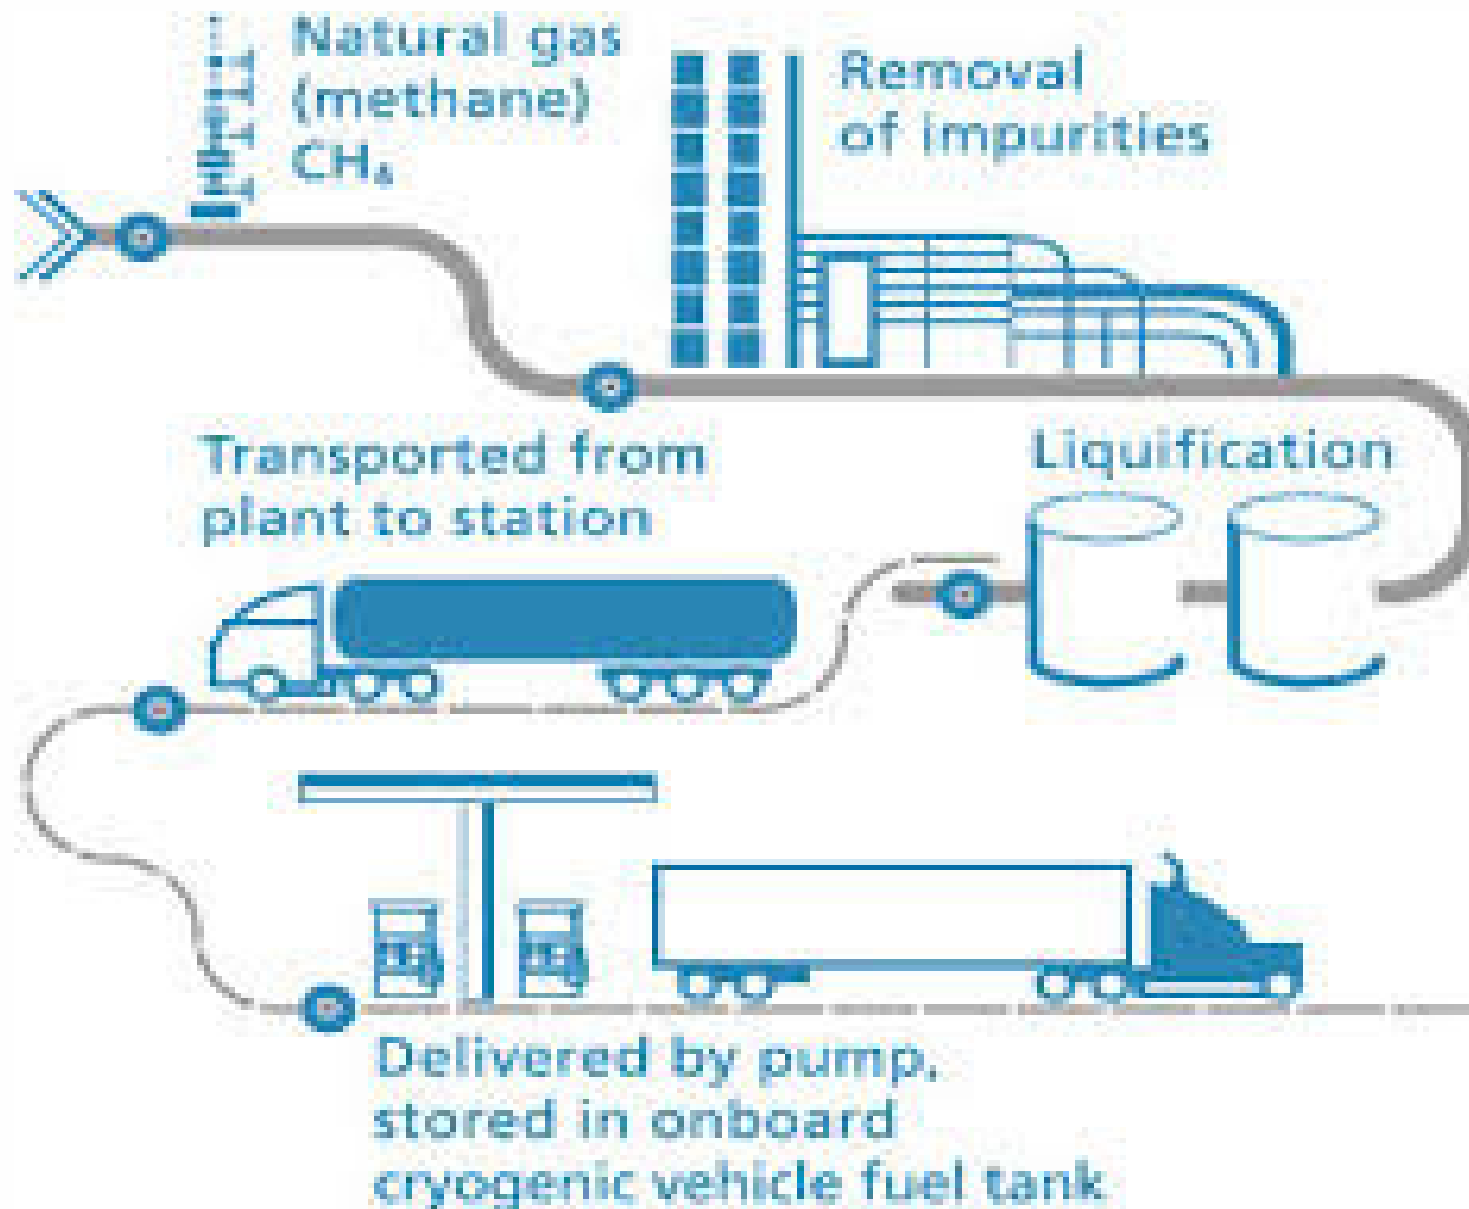 Natural gas
(methane)
CH₄
Removal
of impurities
Liquification
Transported from
plant to station
Delivered by pump,
stored in onboard
cryogenic vehicle fuel tank